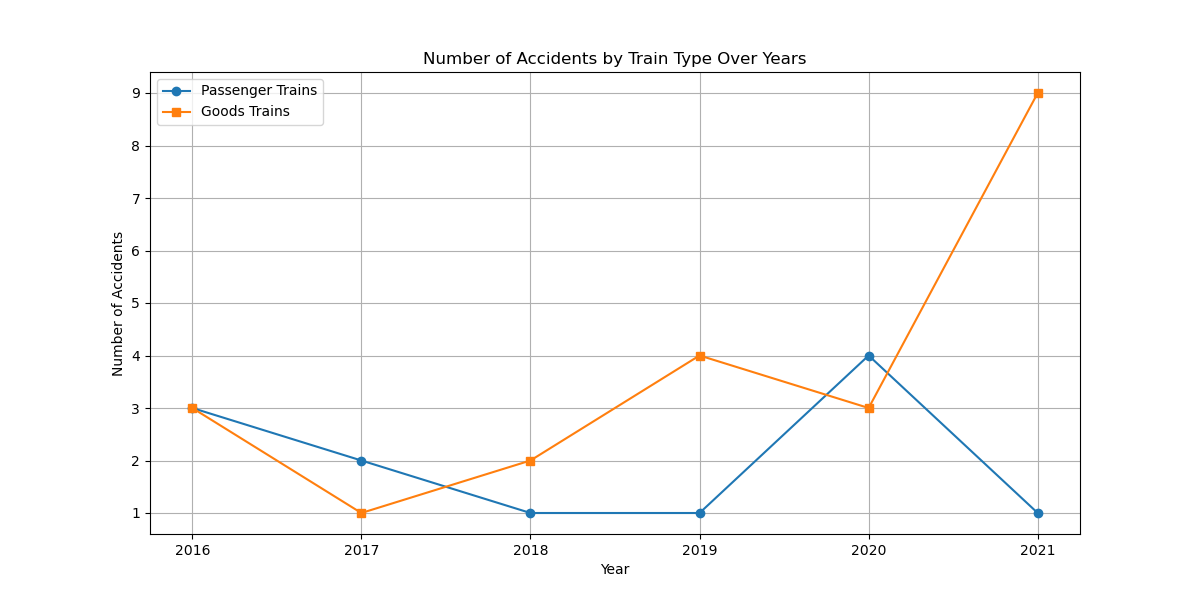 Number of Accidents by Train Type Over Years
Passenger Trains
Goods Trains
Number of Accidents
9
8
7
6
5
4
3
2
1
2016 2017 2018 2019 2020 2021
Year